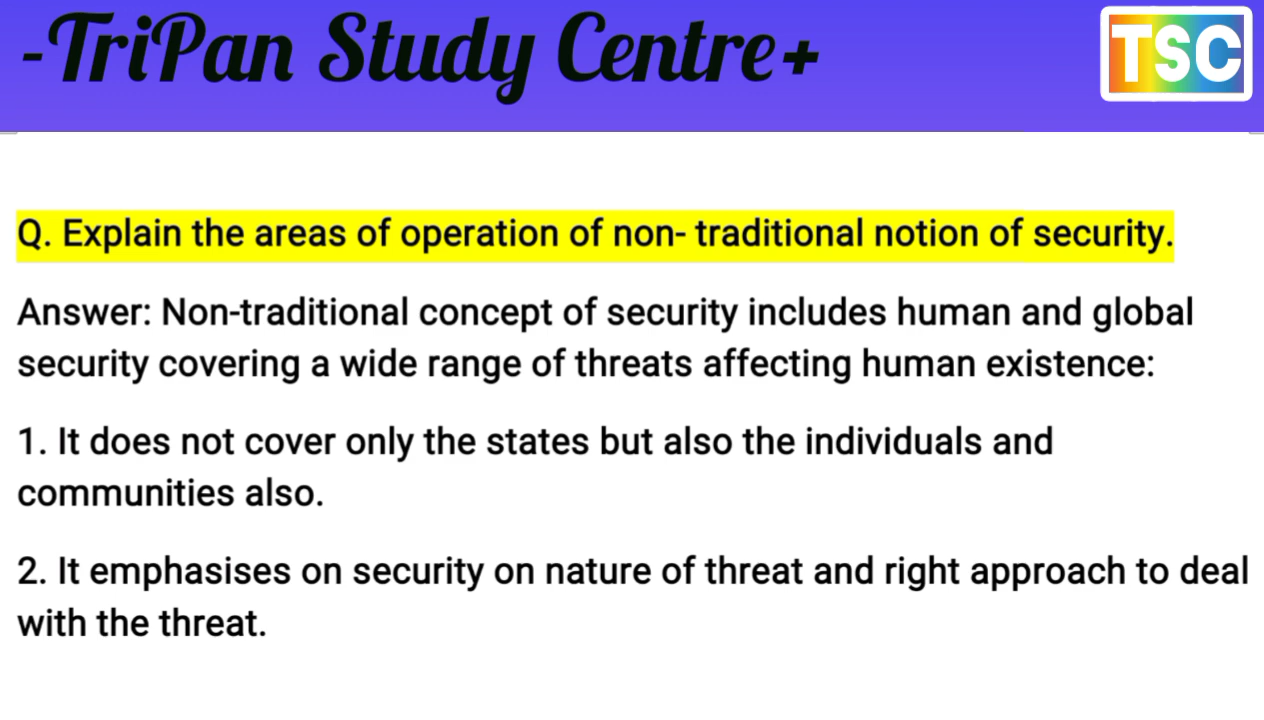 -TriPan Study Centre+
TSC
Q. Explain the areas of operation of non- traditional notion of security.
Answer: Non-traditional concept of security includes human and global
security covering a wide range of threats affecting human existence:
1. It does not cover only the states but also the individuals and
communities also.
2. It emphasises on security on nature of threat and right approach to deal
with the threat.